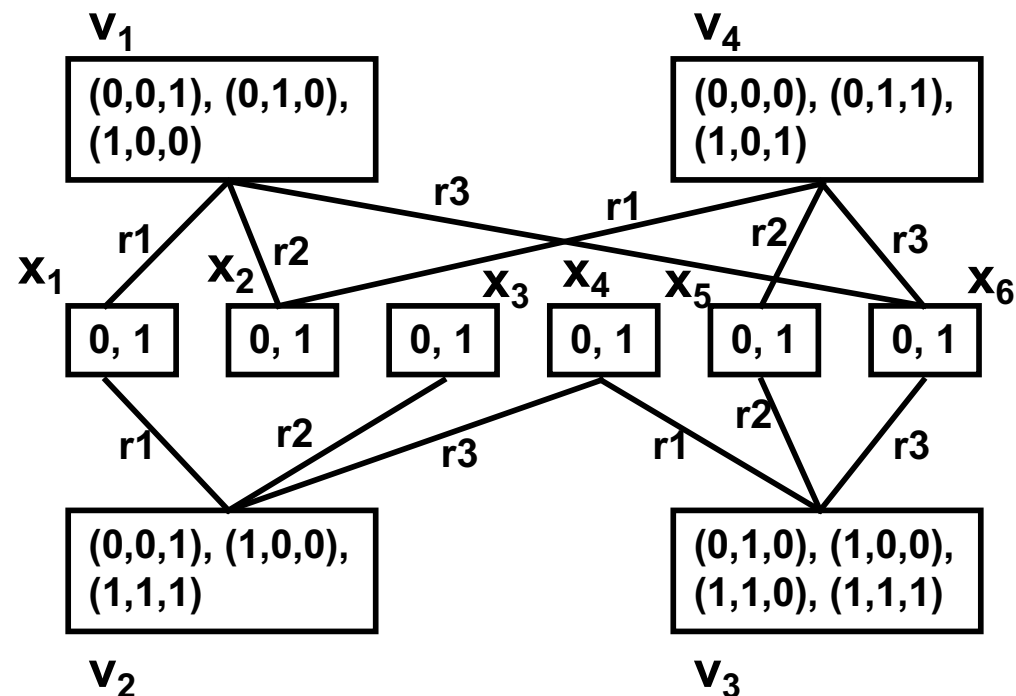 v1
v4
(0,0,1), (0,1,0),
(1,0,0)
(0,0,0), (0,1,1),
(1,0,1)
r3
r1
r1
r2
r2
r3
x1
x2
x3
x4
x5
x6
0, 1
0, 1
0, 1
0, 1
0, 1
0, 1
r1
r2
r3
r1
r2
r3
(0,0,1), (1,0,0),
(1,1,1)
(0,1,0), (1,0,0),
(1,1,0), (1,1,1)
v2
v3